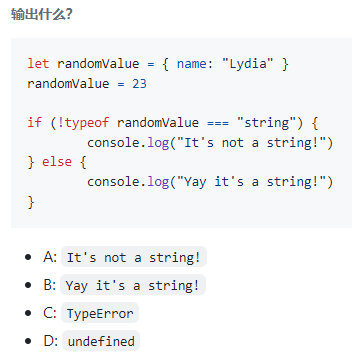 输出什么?
let randomValue = { name: "Lydia" }
randomValue = 23
if (!typeof randomValue === "string") {
console.log("It's not a string!")
} else {
console.log("Yay it's a string!")
}
A: It's not a string!
B: Yay it's a string!
C: TypeError
D: undefined